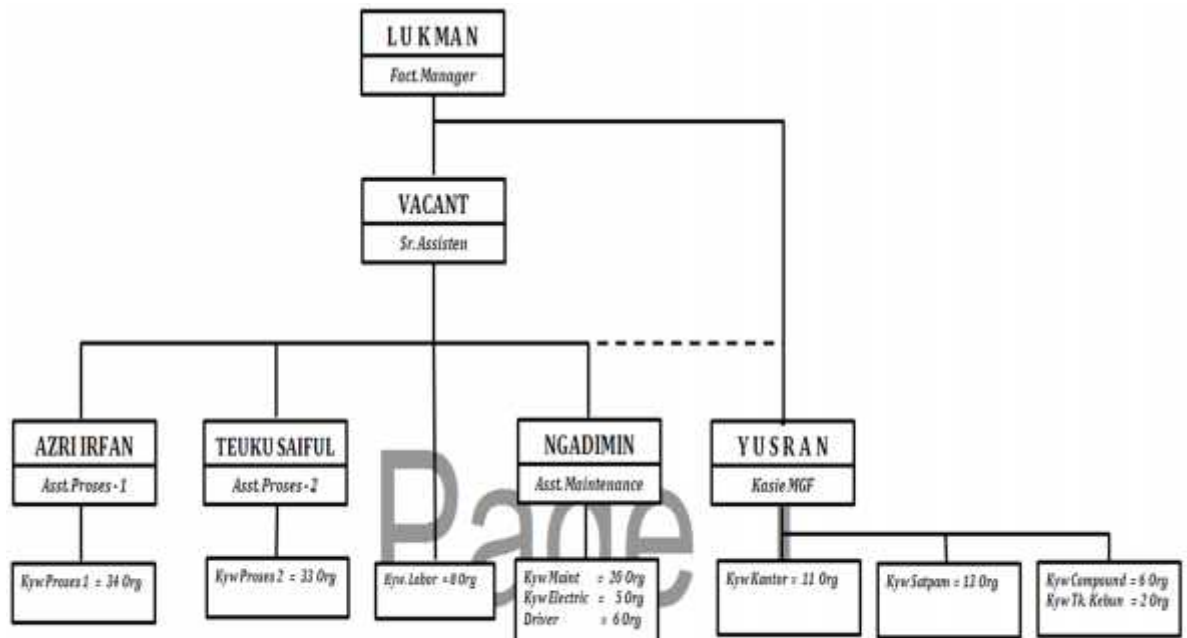 LUKMAN
Fact. Manager
VACANT
Sr. Assisten
AZRI IRFAN
Asst. Proses - 1
TEUKU SAIFUL
Asst. Proses - 2
NGADIMIN
Asst. Maintenance
YUSRAN
Kasie MGF
Kyw Proses 1 = 34 Org
Kyw Proses 2 = 33 Org
Kyw. Labor = 8 Org
Kyw Maint = 26 Org
Kyw Electric = 5 Org
Driver = 6 Org
Kyw Kantor = 11 Org
Kyw Satpam = 13 Org
Kyw Compound = 6 Org
Kyw Tk. Kebun = 2 Org
Page